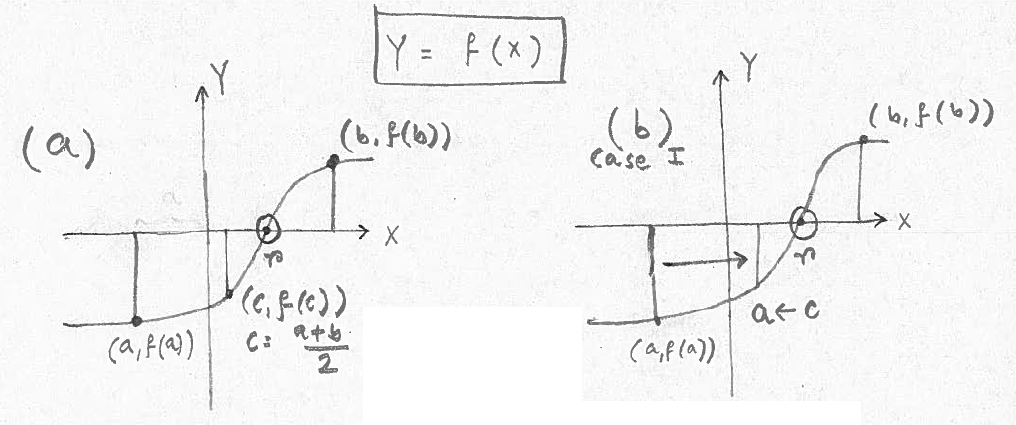 Y = f(x)
(a)
Y
(b, f(b))
X
r
(c, f(c))
c = a+b/2
(a, f(a))
(b)
case I
Y
(b, f(b))
X
r
a ← c
(a, f(a))